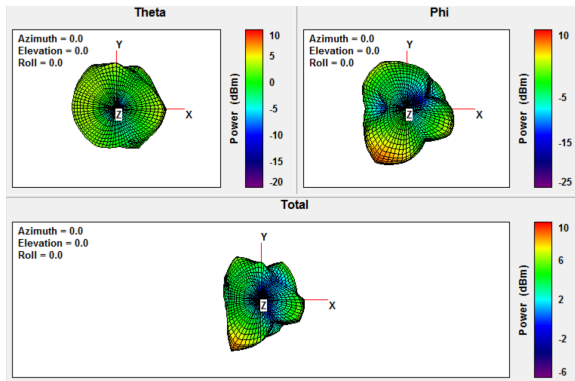 Theta
Azimuth = 0.0
Elevation = 0.0
Roll = 0.0
Y
X
Z
10
5
0
-5
-10
-15
-20
Power (dBm)
Phi
Azimuth = 0.0
Elevation = 0.0
Roll = 0.0
Y
X
Z
10
5
-5
-15
-25
Power (dBm)
Total
Azimuth = 0.0
Elevation = 0.0
Roll = 0.0
Y
X
Z
10
6
2
-2
-6
Power (dBm)